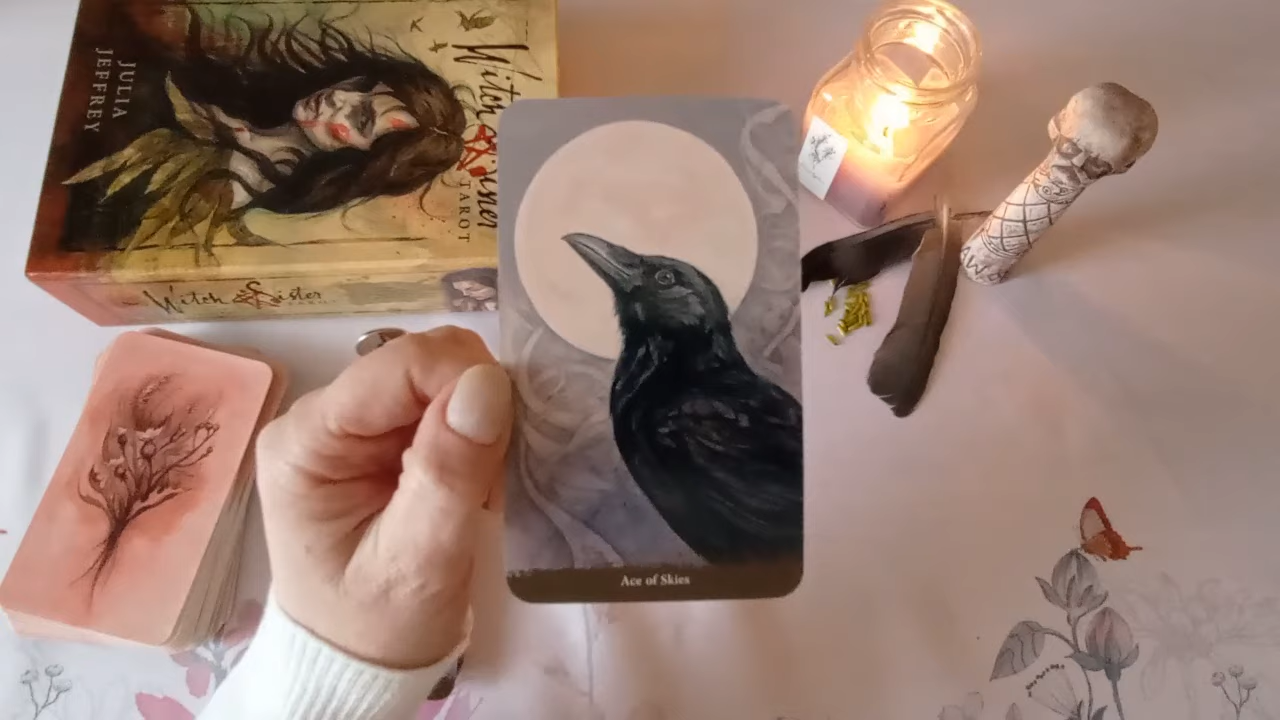 JULIA
JEFFREY
Witch Sister
TAROT
Witch Sister
Ace of Skies